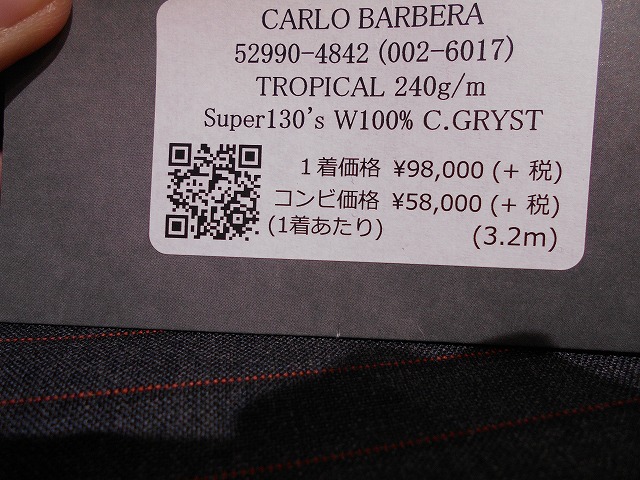 CARLO BARBERA
52990-4842 (002-6017)
TROPICAL 240g/m
Super130's W100% C.GRYST
1着価格 ¥98,000 (+ 税)
コンビ価格 ¥58,000 (+ 税)
(1着あたり) (3.2m)